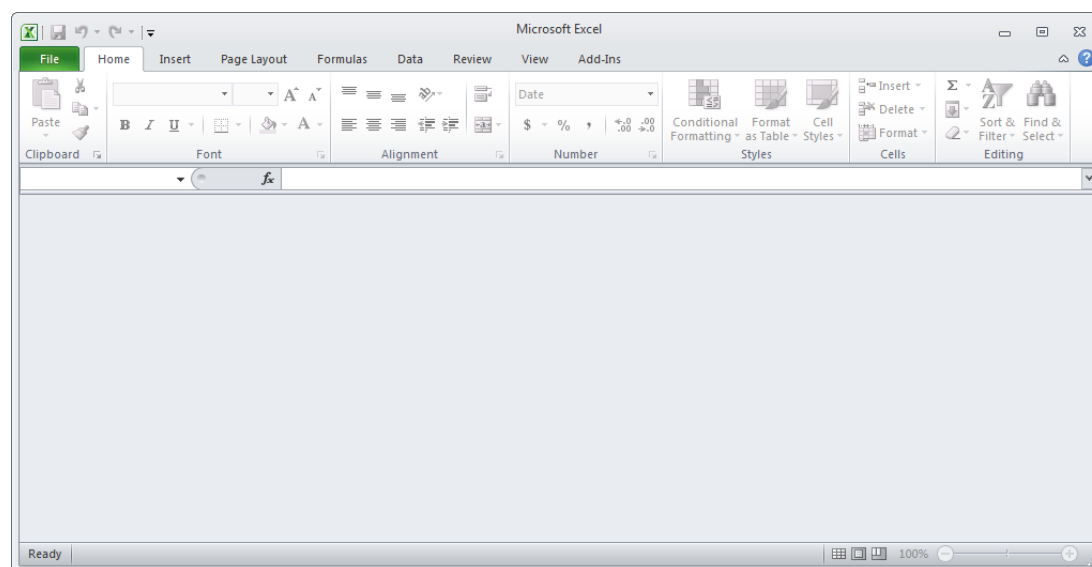 Microsoft Excel
File Home Insert Page Layout Formulas Data Review View Add-Ins
Paste
B I U A A A
Date
$ % ,
Conditional Formatting
Format as Table
Cell Styles
Insert
Delete
Format
Σ
Sort & Filter
Find & Select
Clipboard Font Alignment Number Styles Cells Editing
fx
Ready 100%